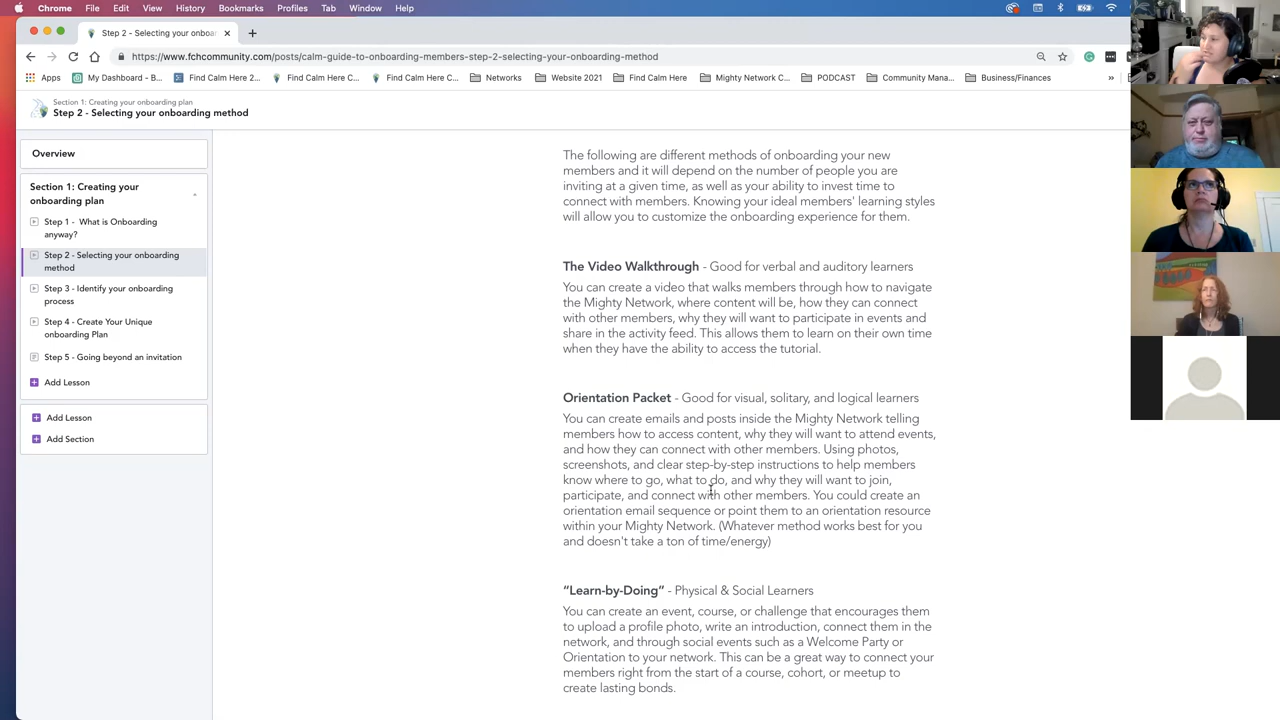 Chrome File Edit View History Bookmarks Profiles Tab Window Help
Step 2 - Selecting your onboar
https://www.fchcommunity.com/posts/calm-guide-to-onboarding-members-step-2-selecting-your-onboarding-method
Apps My Dashboard - B... Find Calm Here 2... Find Calm Here C... Find Calm Here C... Networks Website 2021 Find Calm Here Mighty Network C... PODCAST Community Mana... Business/Finances »
Section 1: Creating your onboarding plan
Step 2 - Selecting your onboarding method
Overview
Section 1: Creating your
onboarding plan
Step 1 - What is Onboarding
anyway?
Step 2 - Selecting your onboarding
method
Step 3 - Identify your onboarding
process
Step 4 - Create Your Unique
onboarding Plan
Step 5 - Going beyond an invitation
Add Lesson
Add Lesson
Add Section
The following are different methods of onboarding your new
members and it will depend on the number of people you are
inviting at a given time, as well as your ability to invest time to
connect with members. Knowing your ideal members' learning styles
will allow you to customize the onboarding experience for them.
The Video Walkthrough - Good for verbal and auditory learners
You can create a video that walks members through how to navigate
the Mighty Network, where content will be, how they can connect
with other members, why they will want to participate in events and
share in the activity feed. This allows them to learn on their own time
when they have the ability to access the tutorial.
Orientation Packet - Good for visual, solitary, and logical learners
You can create emails and posts inside the Mighty Network telling
members how to access content, why they will want to attend events,
and how they can connect with other members. Using photos,
screenshots, and clear step-by-step instructions to help members
know where to go, what to do, and why they will want to join,
participate, and connect with other members. You could create an
orientation email sequence or point them to an orientation resource
within your Mighty Network. (Whatever method works best for you
and doesn't take a ton of time/energy)
“Learn-by-Doing” - Physical & Social Learners
You can create an event, course, or challenge that encourages them
to upload a profile photo, write an introduction, connect them in the
network, and through social events such as a Welcome Party or
Orientation to your network. This can be a great way to connect your
members right from the start of a course, cohort, or meetup to
create lasting bonds.